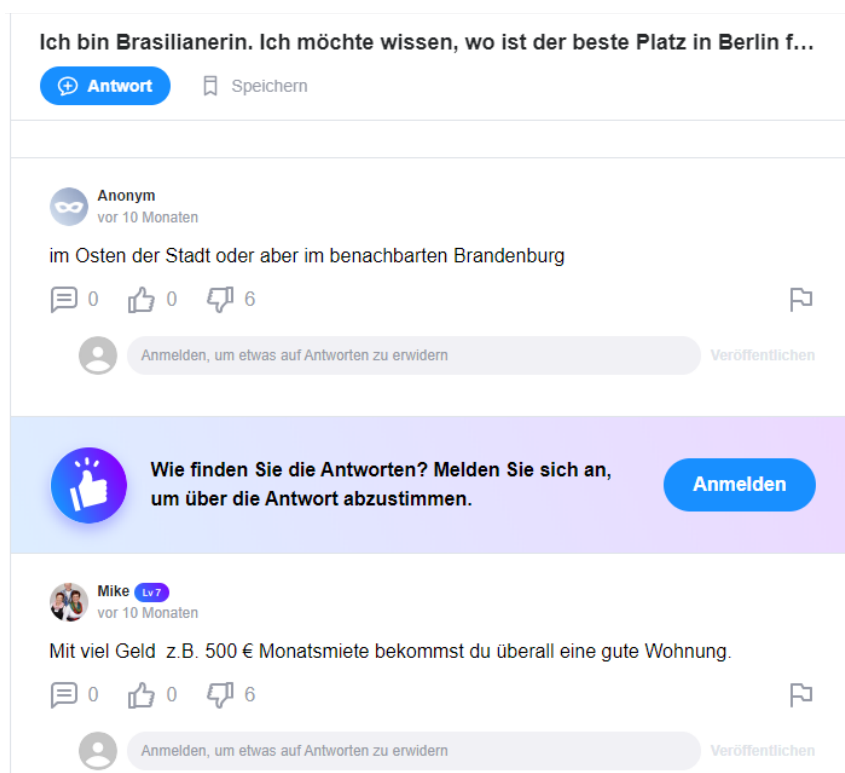 Ich bin Brasilianerin. Ich möchte wissen, wo ist der beste Platz in Berlin f...
Antwort
Speichern
Anonym
vor 10 Monaten
im Osten der Stadt oder aber im benachbarten Brandenburg
0 0 6
Anmelden, um etwas auf Antworten zu erwidern Veröffentlichen
Wie finden Sie die Antworten? Melden Sie sich an,
um über die Antwort abzustimmen.
Anmelden
Mike Lv 7
vor 10 Monaten
Mit viel Geld  z.B. 500 € Monatsmiete bekommst du überall eine gute Wohnung.
0 0 6
Anmelden, um etwas auf Antworten zu erwidern Veröffentlichen